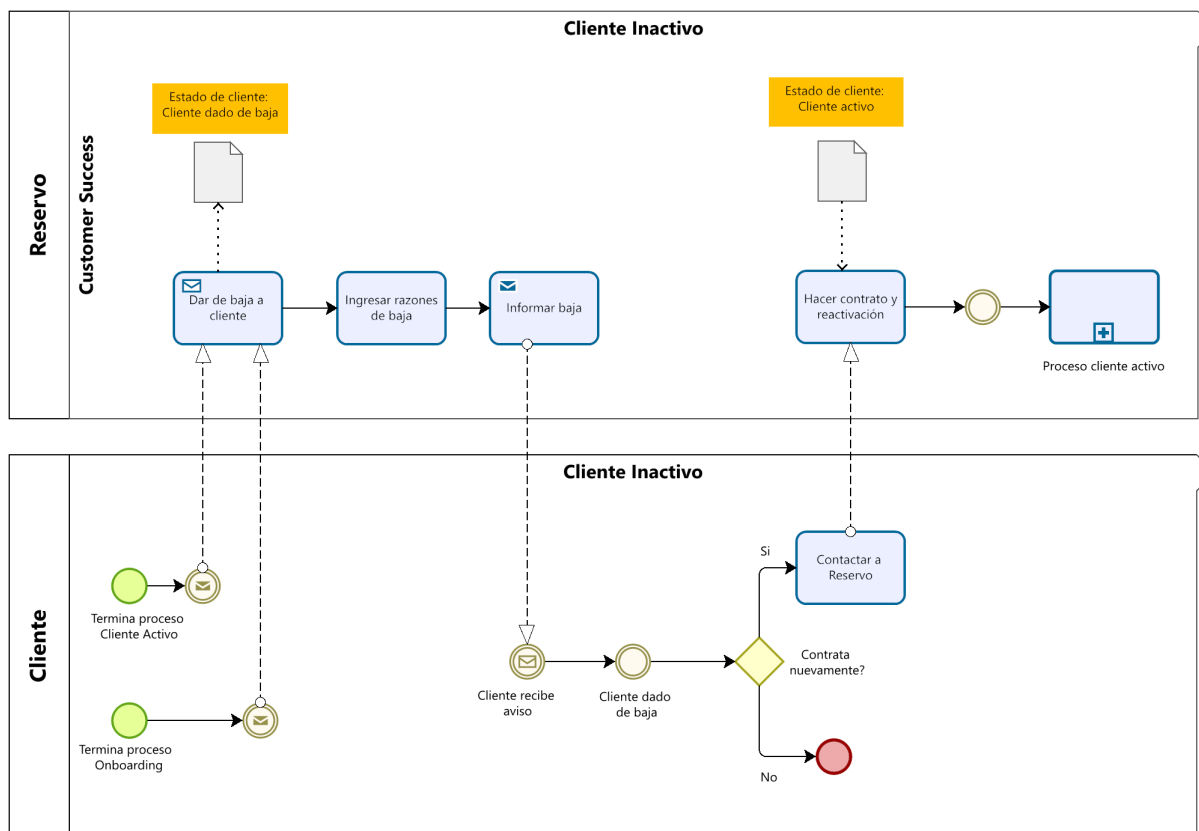 Cliente Inactivo
Reservo
Customer Success
Estado de cliente:
Cliente dado de baja
Estado de cliente:
Cliente activo
Dar de baja a
cliente
Ingresar razones
de baja
Informar baja
Hacer contrato y
reactivación
Proceso cliente activo
Cliente Inactivo
Cliente
Termina proceso
Cliente Activo
Termina proceso
Onboarding
Cliente recibe
aviso
Cliente dado
de baja
Si
Contactar a
Reservo
Contrata
nuevamente?
No